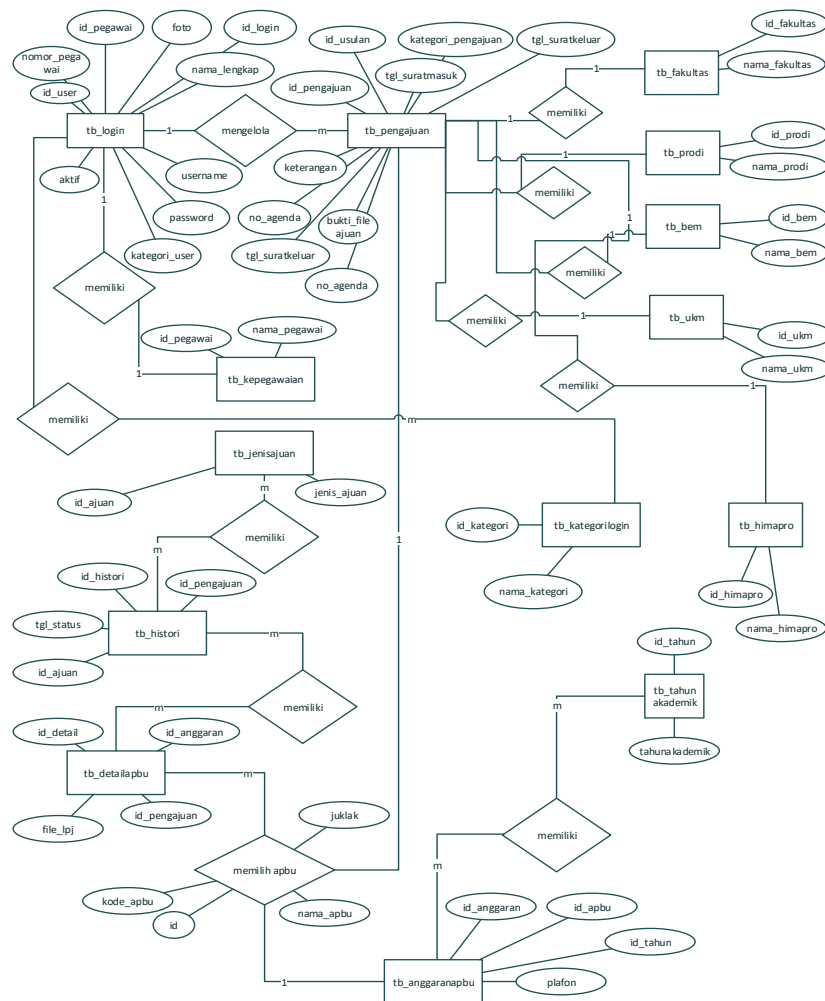 id_pegawai
foto
id_login
nomor_pega
wai
nama_lengkap
id_user
tb_login
1
mengelola
m
aktif
username
password
kategori_user
1
memiliki
id_usulan
kategori_pengajuan
tgl_suratkeluar
tgl_suratmasuk
id_pengajuan
tb_pengajuan
keterangan
no_agenda
bukti_file
ajuan
tgl_suratkeluar
no_agenda
1
memiliki
1
tb_fakultas
id_fakultas
nama_fakultas
1
memiliki
tb_prodi
id_prodi
nama_prodi
1
1
memiliki
tb_bem
id_bem
nama_bem
memiliki
1
tb_ukm
id_ukm
nama_ukm
memiliki
1
id_pegawai
nama_pegawai
1
tb_kepegawaian
memiliki
m
tb_jenisajuan
id_ajuan
m
jenis_ajuan
memiliki
m
1
id_kategori
tb_kategorilogin
nama_kategori
tb_himapro
id_himapro
nama_himapro
id_histori
id_pengajuan
tgl_status
tb_histori
m
id_ajuan
memiliki
m
id_tahun
tb_tahun
akademik
m
tahunakademik
id_detail
id_anggaran
tb_detailapbu
m
file_lpj
id_pengajuan
memiliki
m
juklak
memilih apbu
kode_apbu
id
nama_apbu
1
id_anggaran
id_apbu
id_tahun
tb_anggaranapbu
plafon